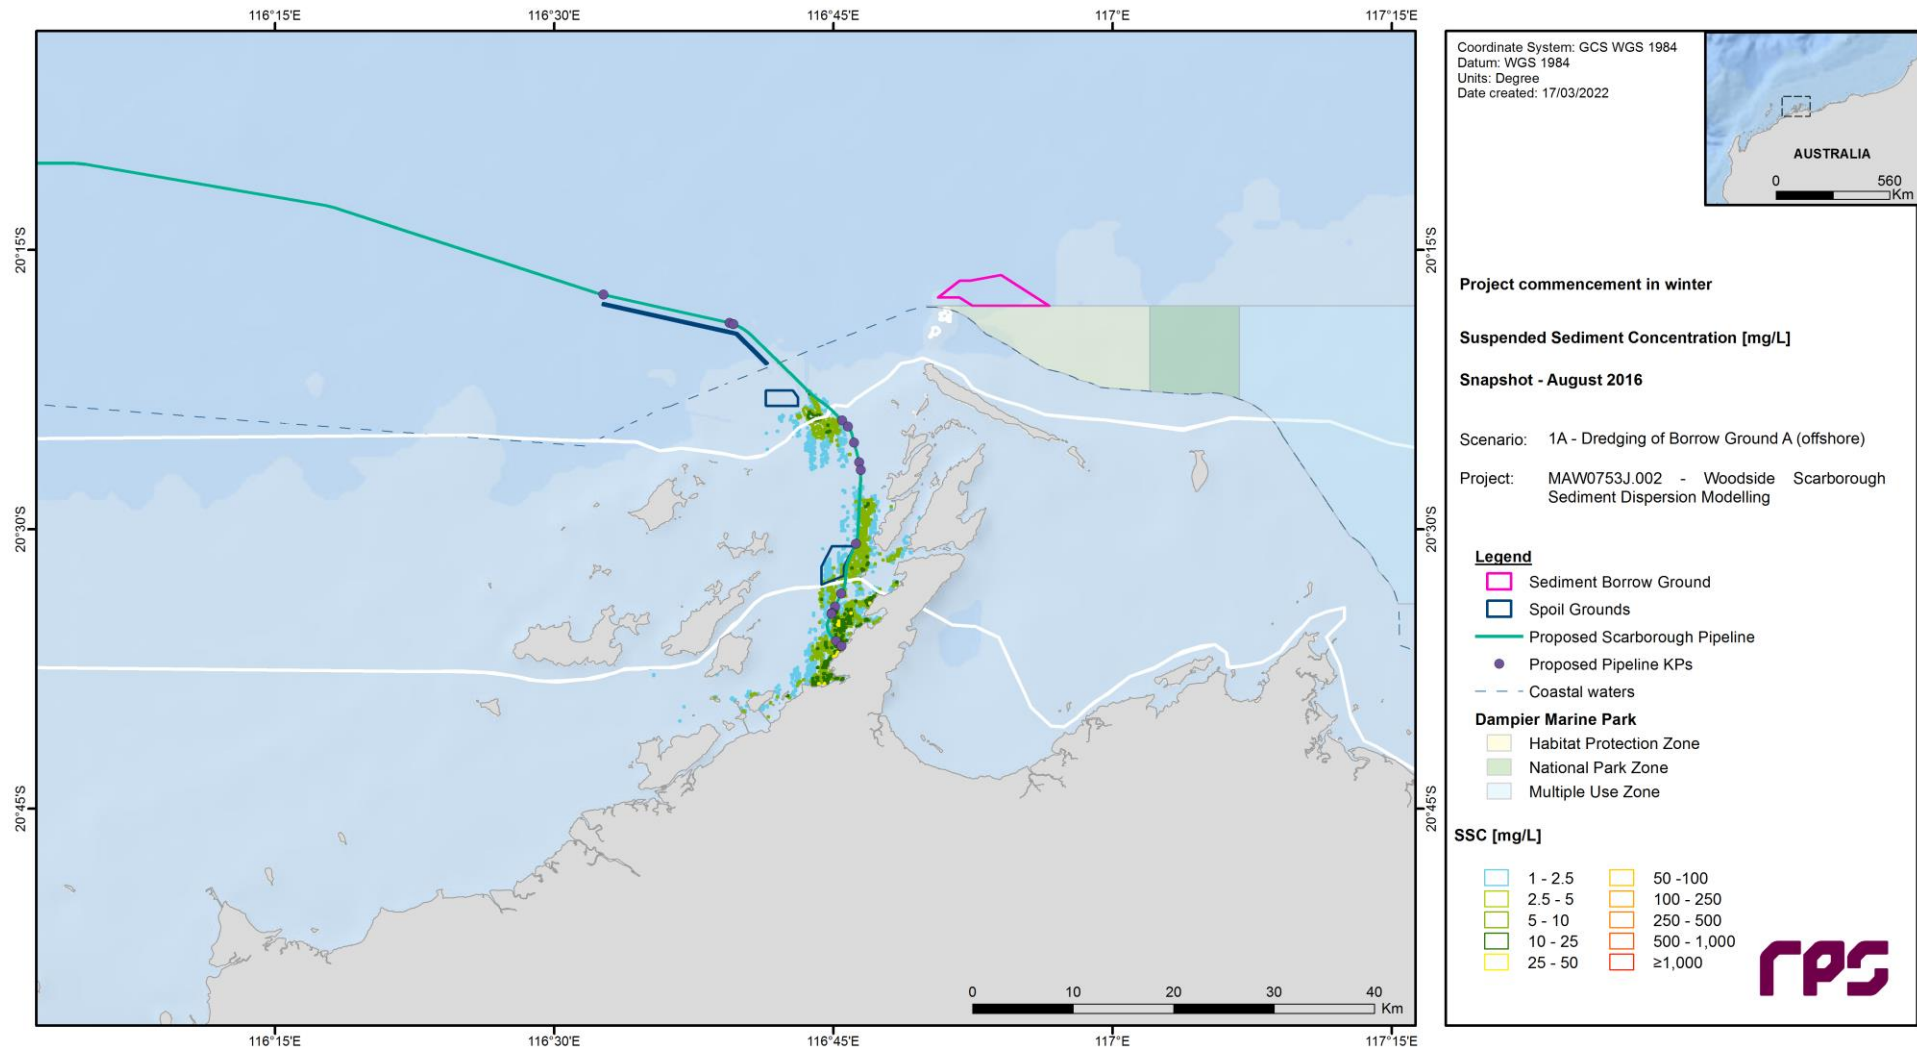 116°15'E 116°30'E 116°45'E 117°E 117°15'E
20°15'S 20°15'S
20°30'S 20°30'S
20°45'S 20°45'S
0 10 20 30 40
Km
116°15'E 116°30'E 116°45'E 117°E 117°15'E
Coordinate System: GCS WGS 1984
Datum: WGS 1984
Units: Degree
Date created: 17/03/2022
AUSTRALIA
0 560
Km
Project commencement in winter
Suspended Sediment Concentration [mg/L]
Snapshot - August 2016
Scenario: 1A - Dredging of Borrow Ground A (offshore)
Project: MAW0753J.002 - Woodside Scarborough
Sediment Dispersion Modelling
Legend
Sediment Borrow Ground
Spoil Grounds
Proposed Scarborough Pipeline
Proposed Pipeline KPs
Coastal waters
Dampier Marine Park
Habitat Protection Zone
National Park Zone
Multiple Use Zone
SSC [mg/L]
1 - 2.5 50 -100
2.5 - 5 100 - 250
5 - 10 250 - 500
10 - 25 500 - 1,000
25 - 50 ≥1,000
rps